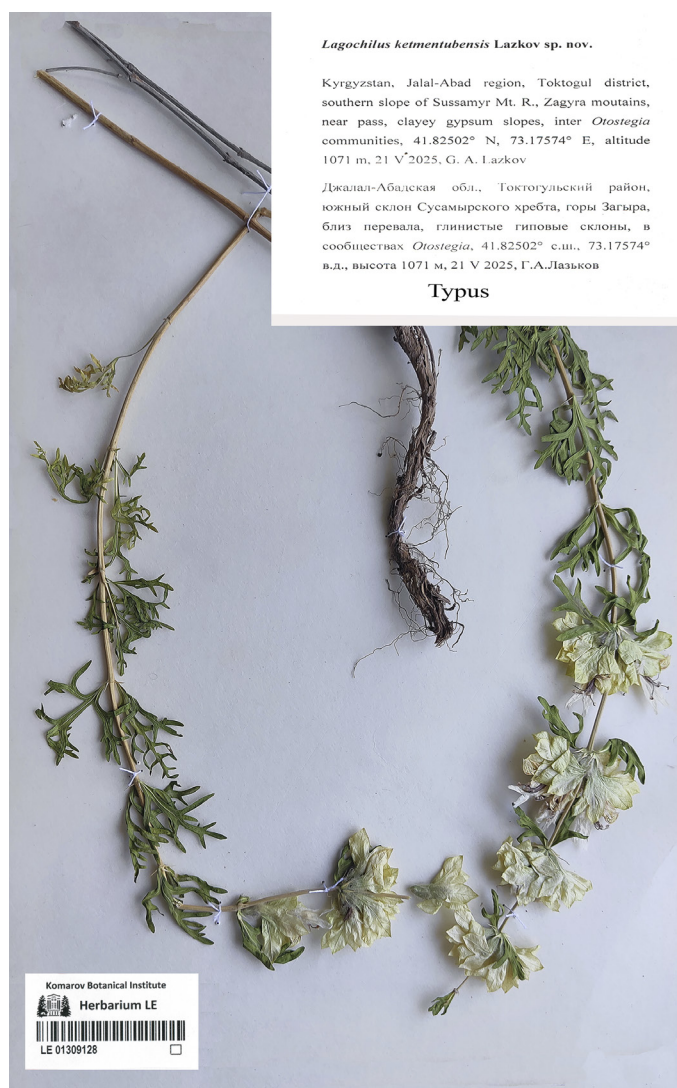 Lagochilus ketmentubensis Lazkov sp. nov.
Kyrgyzstan, Jalal-Abad region, Toktogul district,
southern slope of Sussamyr Mt. R., Zagyra moutains,
near pass, clayey gypsum slopes, inter Otostegia
communities, 41.82502° N, 73.17574° E, altitude
1071 m, 21 V 2025, G. A. Lazkov
Джалал-Абадская обл., Токтогульский район,
южный склон Сусамырского хребта, горы Загыра,
близ перевала, глинистые гиповые склоны, в
сообществах Otostegia, 41.82502° с.ш., 73.17574°
в.д., высота 1071 м, 21 V 2025, Г.А.Лазьков
Typus
Komarov Botanical Institute
Herbarium LE
LE 01309128